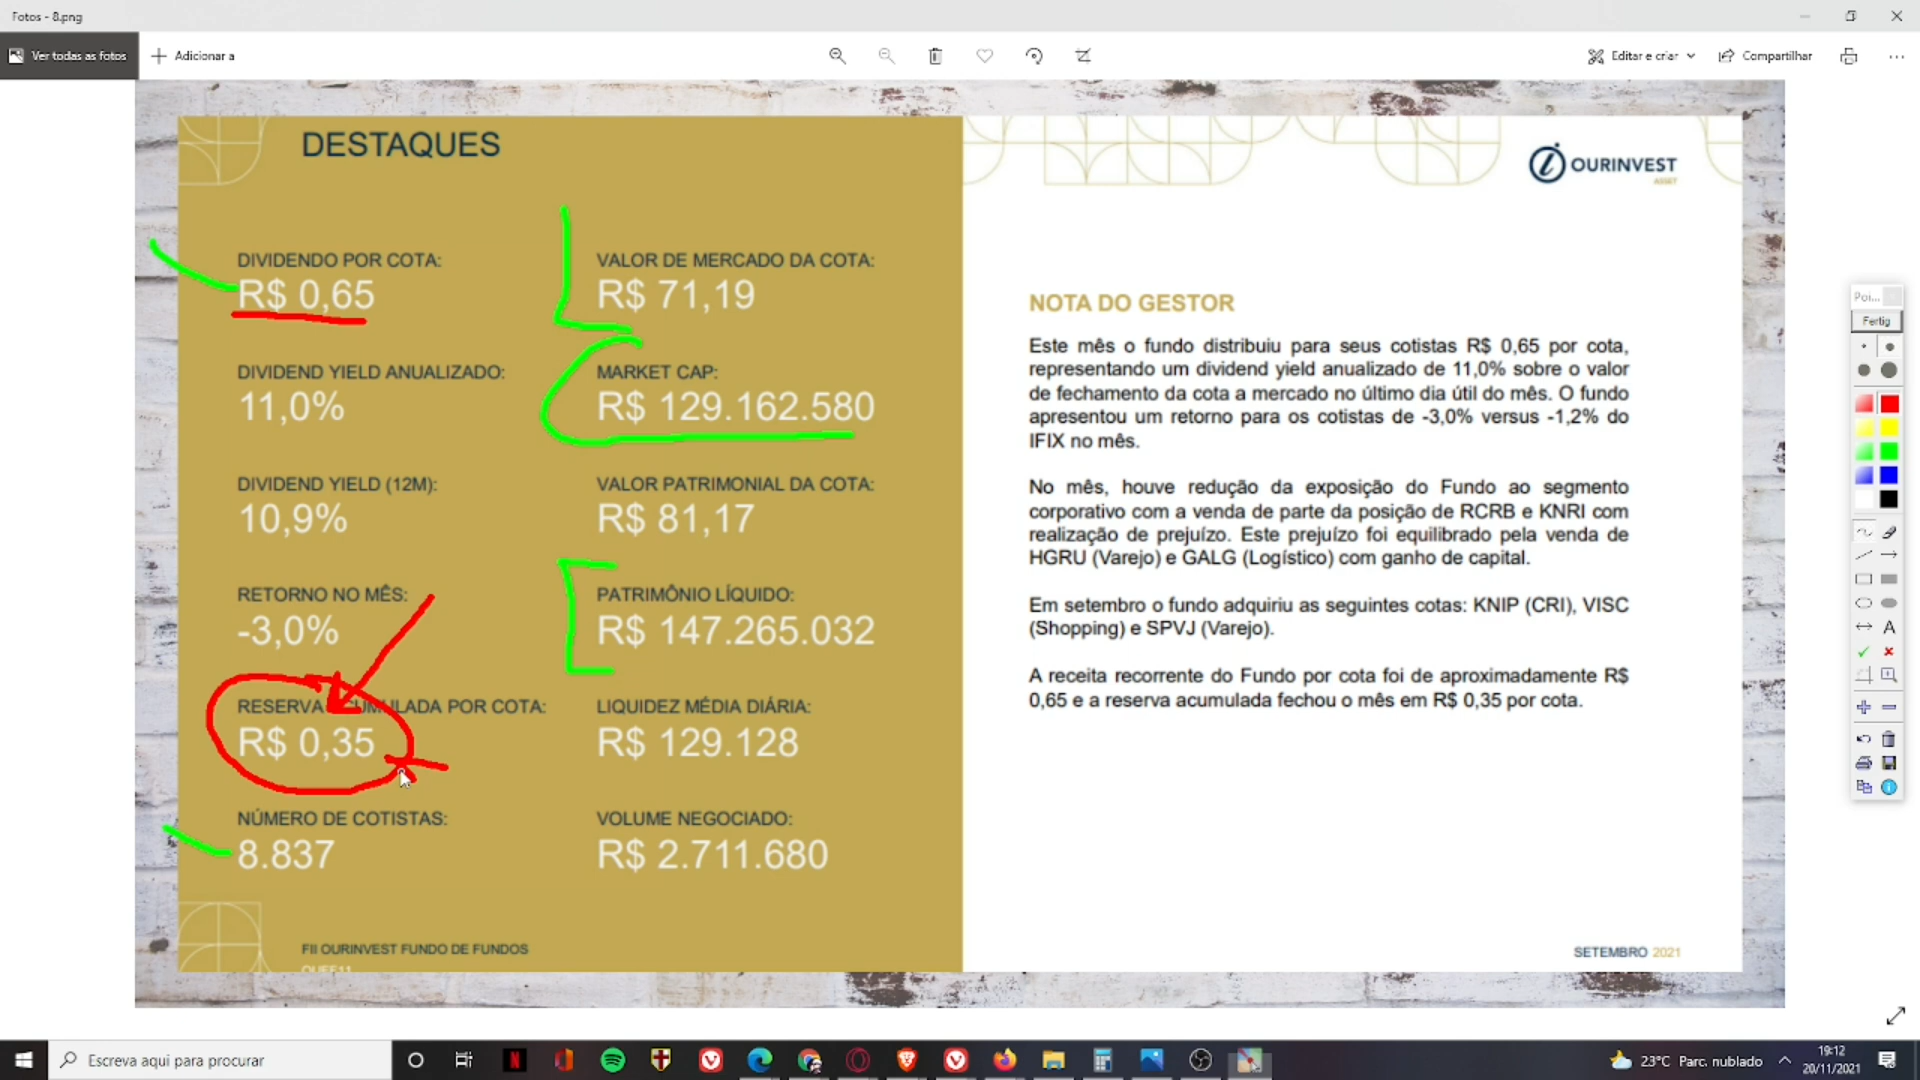 Fotos - 8.png
Ver todas as fotos
Adicionar a
Editar e criar
Compartilhar
DESTAQUES
OURINVEST
ASSET
DIVIDENDO POR COTA:
R$ 0,65
VALOR DE MERCADO DA COTA:
R$ 71,19
DIVIDEND YIELD ANUALIZADO:
11,0%
MARKET CAP:
R$ 129.162.580
DIVIDEND YIELD (12M):
10,9%
VALOR PATRIMONIAL DA COTA:
R$ 81,17
RETORNO NO MÊS:
-3,0%
PATRIMÔNIO LÍQUIDO:
R$ 147.265.032
RESERVA ACUMULADA POR COTA:
R$ 0,35
LIQUIDEZ MÉDIA DIÁRIA:
R$ 129.128
NÚMERO DE COTISTAS:
8.837
VOLUME NEGOCIADO:
R$ 2.711.680
FII OURINVEST FUNDO DE FUNDOS
NOTA DO GESTOR
Este mês o fundo distribuiu para seus cotistas R$ 0,65 por cota,
representando um dividend yield anualizado de 11,0% sobre o valor
de fechamento da cota a mercado no último dia útil do mês. O fundo
apresentou um retorno para os cotistas de -3,0% versus -1,2% do
IFIX no mês.
No mês, houve redução da exposição do Fundo ao segmento
corporativo com a venda de parte da posição de RCRB e KNRI com
realização de prejuízo. Este prejuízo foi equilibrado pela venda de
HGRU (Varejo) e GALG (Logístico) com ganho de capital.
Em setembro o fundo adquiriu as seguintes cotas: KNIP (CRI), VISC
(Shopping) e SPVJ (Varejo).
A receita recorrente do Fundo por cota foi de aproximadamente R$
0,65 e a reserva acumulada fechou o mês em R$ 0,35 por cota.
SETEMBRO 2021
Poi...
Fertig
A
Escreva aqui para procurar
23°C Parc. nublado
19:12
20/11/2021